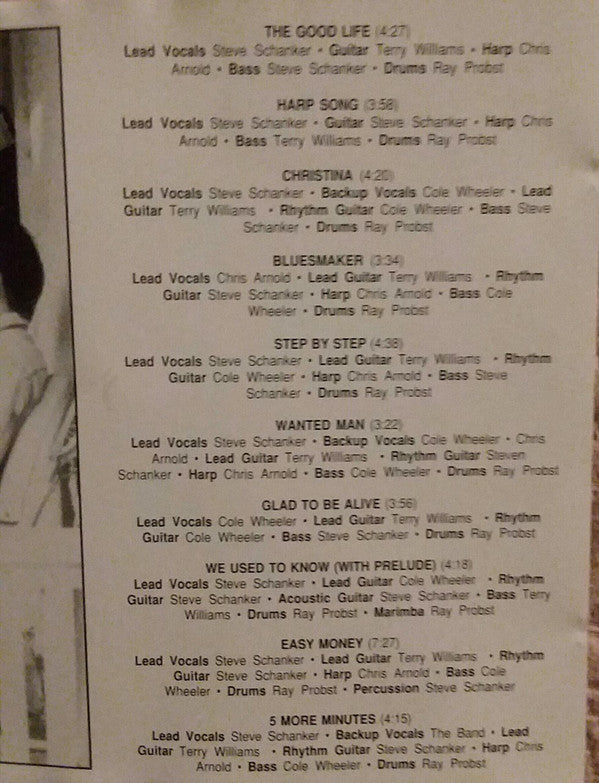 THE GOOD LIFE (4:27)
Lead Vocals Steve Schanker • Guitar Terry Williams • Harp Chris
Arnold • Bass Steve Schanker • Drums Ray Probst
HARP SONG (3:58)
Lead Vocals Steve Schanker • Guitar Steve Schanker • Harp Chris
Arnold • Bass Terry Williams • Drums Ray Probst
CHRISTINA (4:20)
Lead Vocals Steve Schanker • Backup Vocals Cole Wheeler • Lead
Guitar Terry Williams • Rhythm Guitar Cole Wheeler • Bass Steve
Schanker • Drums Ray Probst
BLUESMAKER (3:34)
Lead Vocals Chris Arnold • Lead Guitar Terry Williams • Rhythm
Guitar Steve Schanker • Harp Chris Arnold • Bass Cole
Wheeler • Drums Ray Probst
STEP BY STEP (4:38)
Lead Vocals Steve Schanker • Lead Guitar Terry Williams • Rhythm
Guitar Cole Wheeler • Harp Chris Arnold • Bass Steve
Schanker • Drums Ray Probst
WANTED MAN (3:22)
Lead Vocals Steve Schanker • Backup Vocals Cole Wheeler • Chris
Arnold • Lead Guitar Terry Williams • Rhythm Guitar Steven
Schanker • Harp Chris Arnold • Bass Cole Wheeler • Drums Ray Probst
GLAD TO BE ALIVE (3:56)
Lead Vocals Cole Wheeler • Lead Guitar Terry Williams • Rhythm
Guitar Cole Wheeler • Bass Steve Schanker • Drums Ray Probst
WE USED TO KNOW (WITH PRELUDE) (4:18)
Lead Vocals Steve Schanker • Lead Guitar Cole Wheeler • Rhythm
Guitar Steve Schanker • Acoustic Guitar Steve Schanker • Bass Terry
Williams • Drums Ray Probst • Marimba Ray Probst
EASY MONEY (7:27)
Lead Vocals Steve Schanker • Lead Guitar Terry Williams • Rhythm
Guitar Steve Schanker • Harp Chris Arnold • Bass Cole
Wheeler • Drums Ray Probst • Percussion Steve Schanker
5 MORE MINUTES (4:15)
Lead Vocals Steve Schanker • Backup Vocals The Band • Lead
Guitar Terry Williams • Rhythm Guitar Steve Schanker • Harp Chris
Arnold • Bass Cole Wheeler • Drums Ray Probst